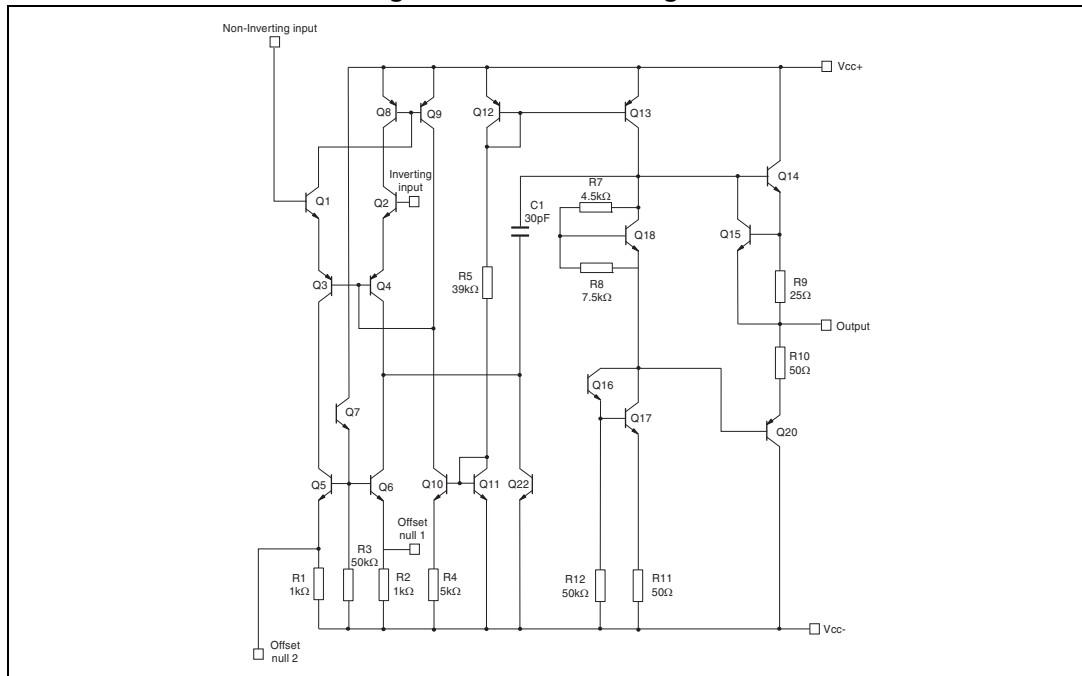 Non-Inverting input
Vcc+
Q8
Q9
Q12
Q13
Q1
Q2
Inverting
input
C1
30pF
R7
4.5kΩ
Q14
Q18
Q15
R5
39kΩ
R8
7.5kΩ
R9
25Ω
Q3
Q4
Output
R10
50Ω
Q16
Q7
Q17
Q20
Q5
Q6
Q10
Q11
Q22
Offset
null 1
R3
50kΩ
R1
1kΩ
R2
1kΩ
R4
5kΩ
R12
50kΩ
R11
50Ω
Vcc-
Offset
null 2